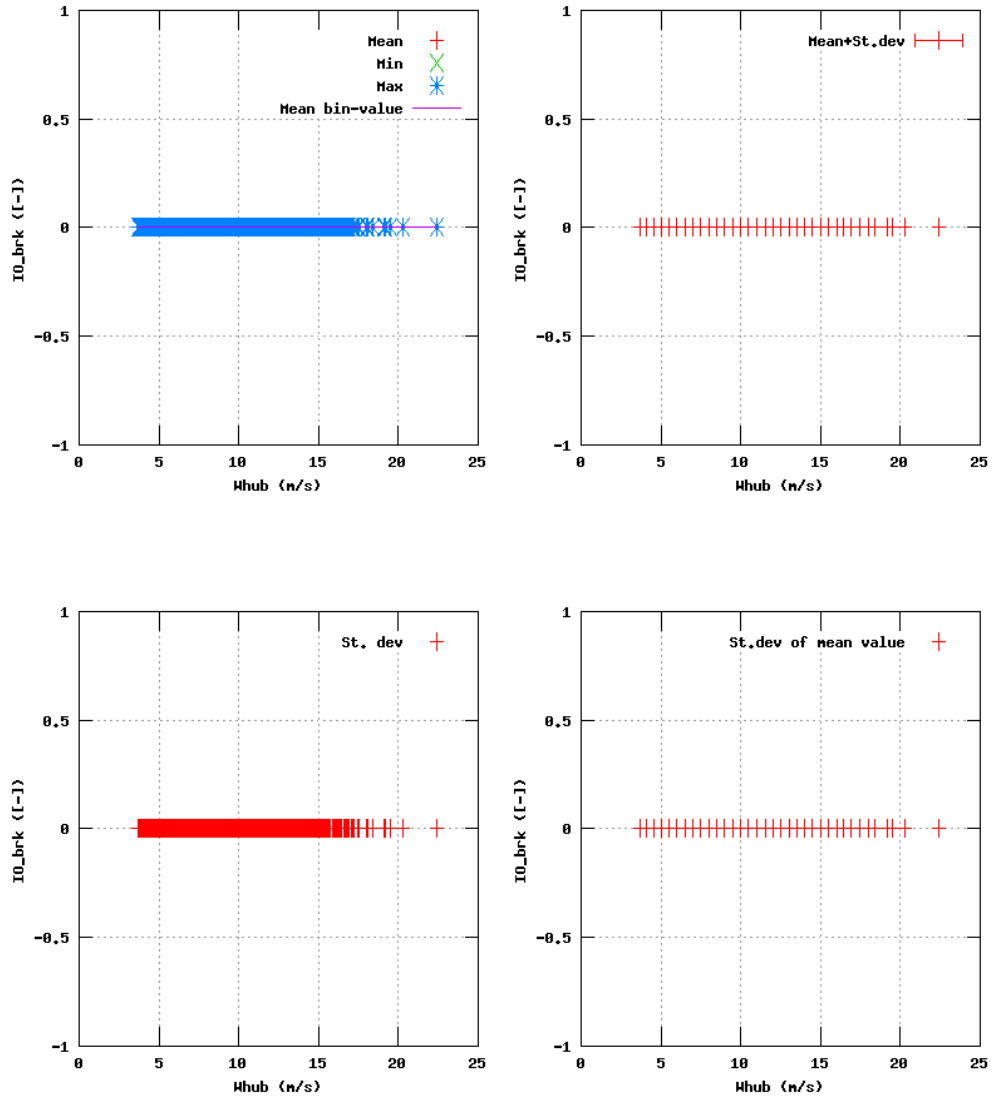 1
0.5
0
-0.5
-1
IO_brk ([-])
Mean
Min
Max
Mean bin-value
0 5 10 15 20 25
Whub (m/s)
1
0.5
0
-0.5
-1
IO_brk ([-])
Mean+St.dev
0 5 10 15 20 25
Whub (m/s)
1
0.5
0
-0.5
-1
IO_brk ([-])
St. dev
0 5 10 15 20 25
Whub (m/s)
1
0.5
0
-0.5
-1
IO_brk ([-])
St.dev of mean value
0 5 10 15 20 25
Whub (m/s)